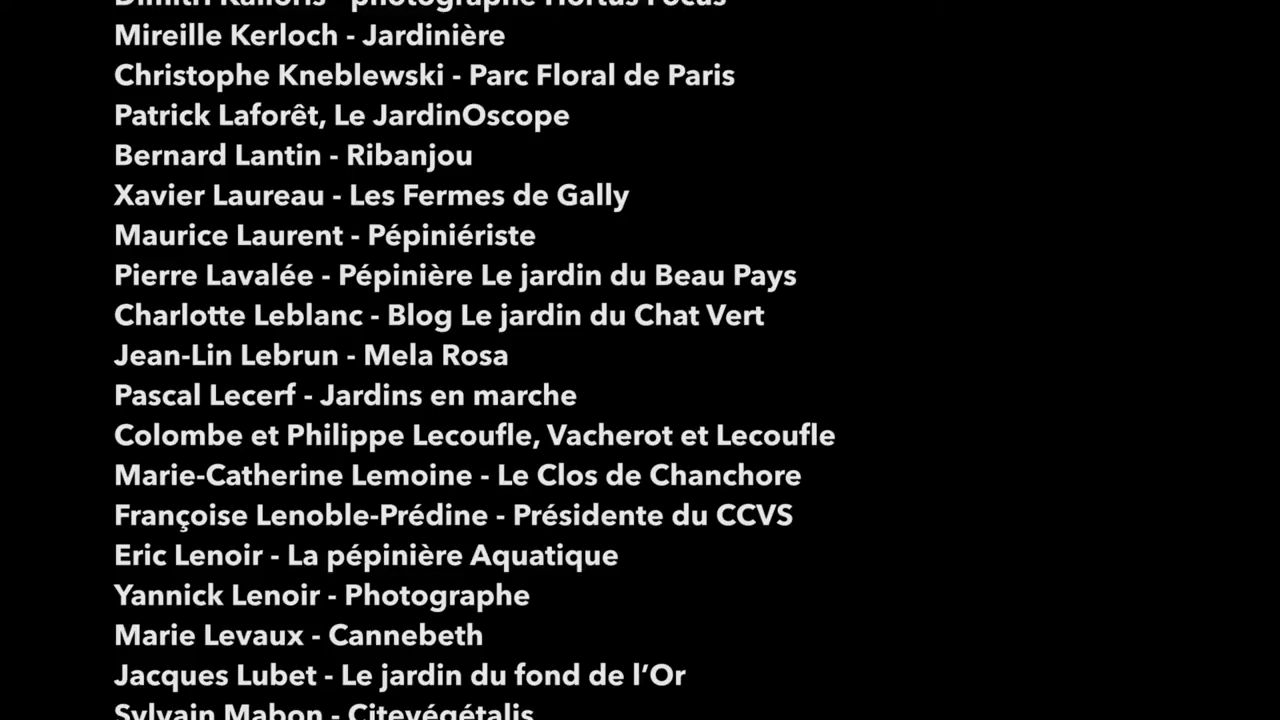 Dimitri Kalioris - photographe Hortus Focus
Mireille Kerloch - Jardinière
Christophe Kneblewski - Parc Floral de Paris
Patrick Laforêt, Le JardinOscope
Bernard Lantin - Ribanjou
Xavier Laureau - Les Fermes de Gally
Maurice Laurent - Pépiniériste
Pierre Lavalée - Pépinière Le jardin du Beau Pays
Charlotte Leblanc - Blog Le jardin du Chat Vert
Jean-Lin Lebrun - Mela Rosa
Pascal Lecerf - Jardins en marche
Colombe et Philippe Lecoufle, Vacherot et Lecoufle
Marie-Catherine Lemoine - Le Clos de Chanchore
Françoise Lenoble-Prédine - Présidente du CCVS
Eric Lenoir - La pépinière Aquatique
Yannick Lenoir - Photographe
Marie Levaux - Cannebeth
Jacques Lubet - Le jardin du fond de l’Or
Sylvain Mabon - Citevégétalis